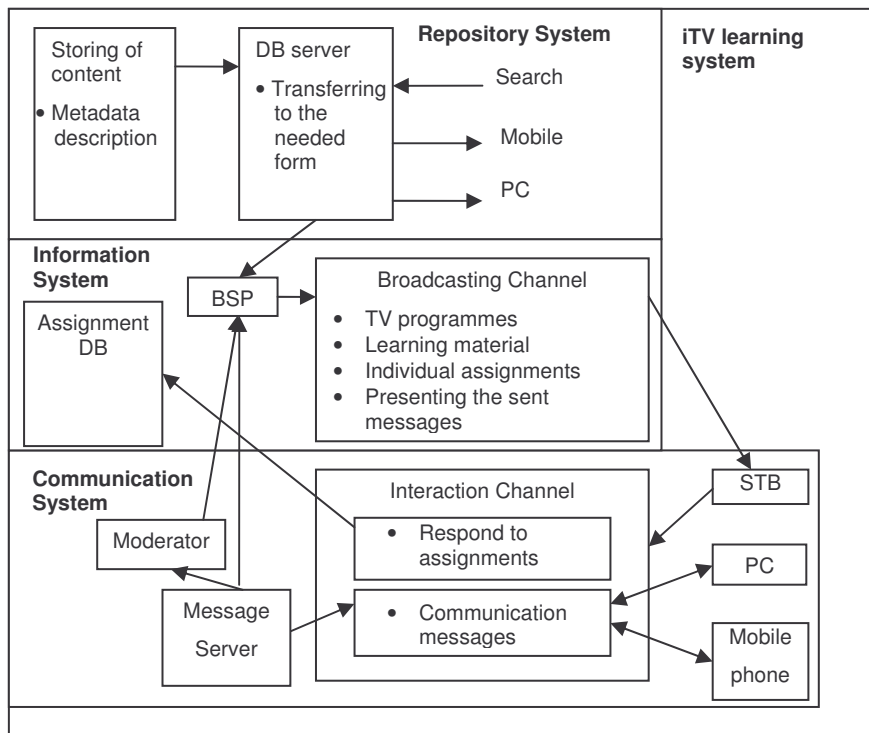 Repository System
iTV learning
system
Storing of
content
• Metadata
description
DB server
• Transferring
to the
needed
form
Search
Mobile
PC
Information
System
Assignment
DB
BSP
Broadcasting Channel
• TV programmes
• Learning material
• Individual assignments
• Presenting the sent
messages
Communication
System
Moderator
Message
Server
Interaction Channel
• Respond to
assignments
• Communication
messages
STB
PC
Mobile
phone